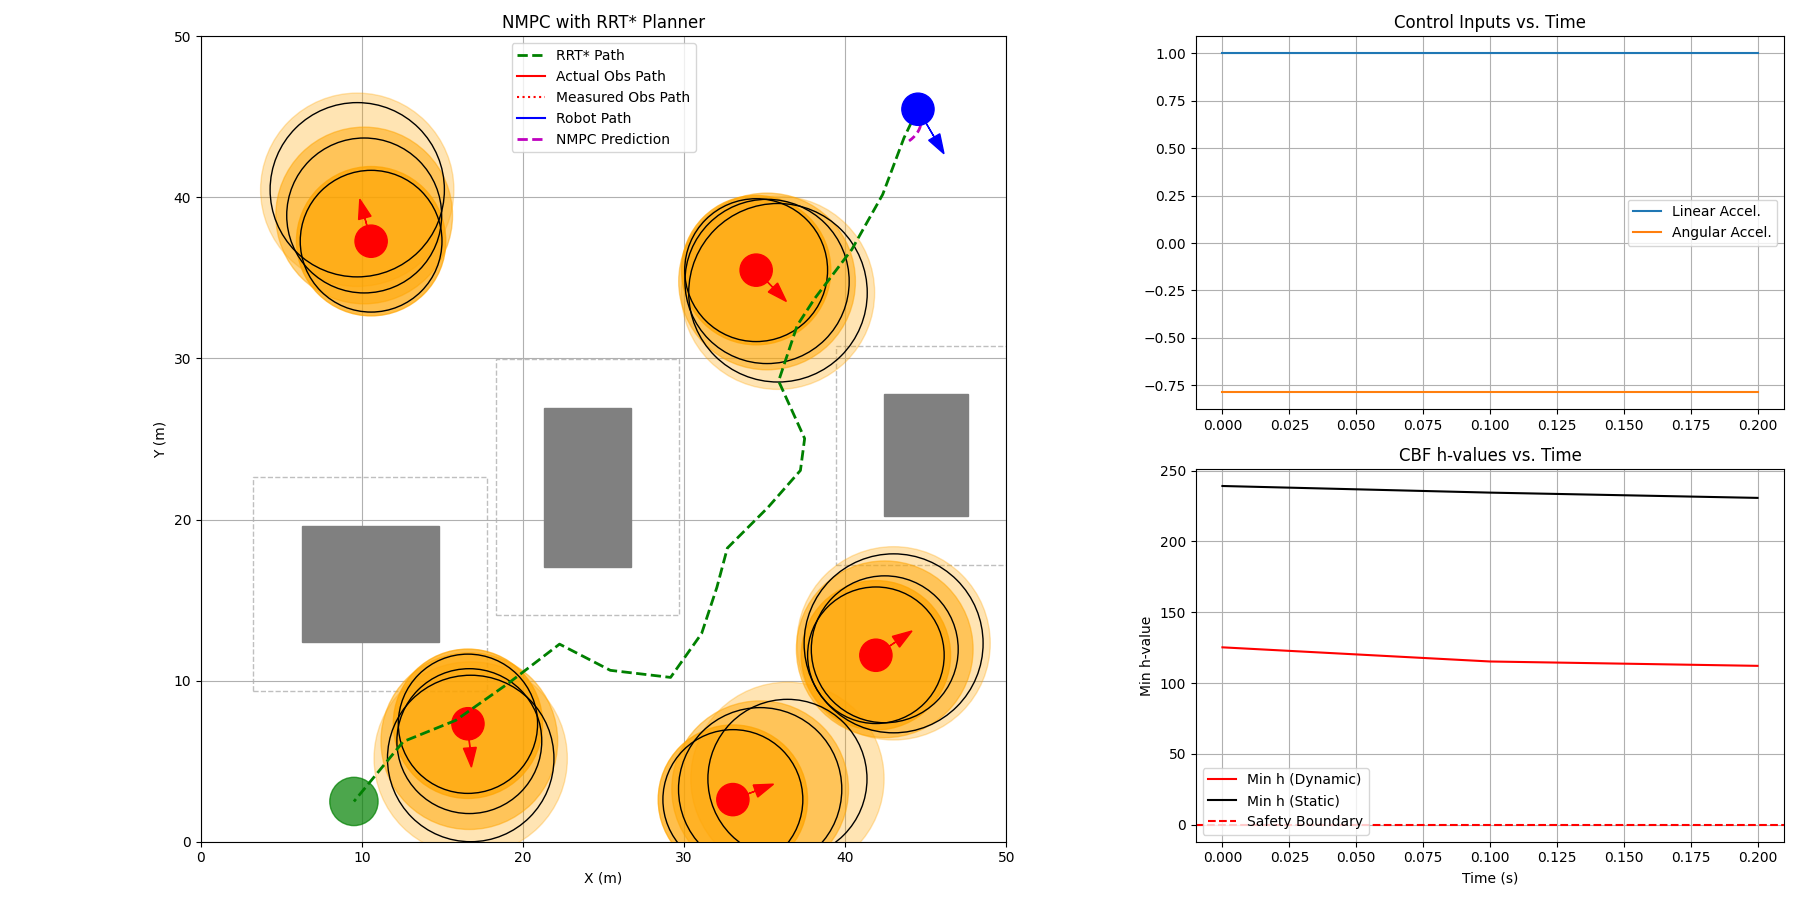 NMPC with RRT* Planner
50
40
30
20
10
0
Y (m)
RRT* Path
Actual Obs Path
Measured Obs Path
Robot Path
NMPC Prediction
0 10 20 30 40 50
X (m)
Control Inputs vs. Time
1.00
0.75
0.50
0.25
0.00
−0.25
−0.50
−0.75
Linear Accel.
Angular Accel.
0.000 0.025 0.050 0.075 0.100 0.125 0.150 0.175 0.200
CBF h-values vs. Time
250
200
150
100
50
0
Min h-value
Min h (Dynamic)
Min h (Static)
Safety Boundary
0.000 0.025 0.050 0.075 0.100 0.125 0.150 0.175 0.200
Time (s)